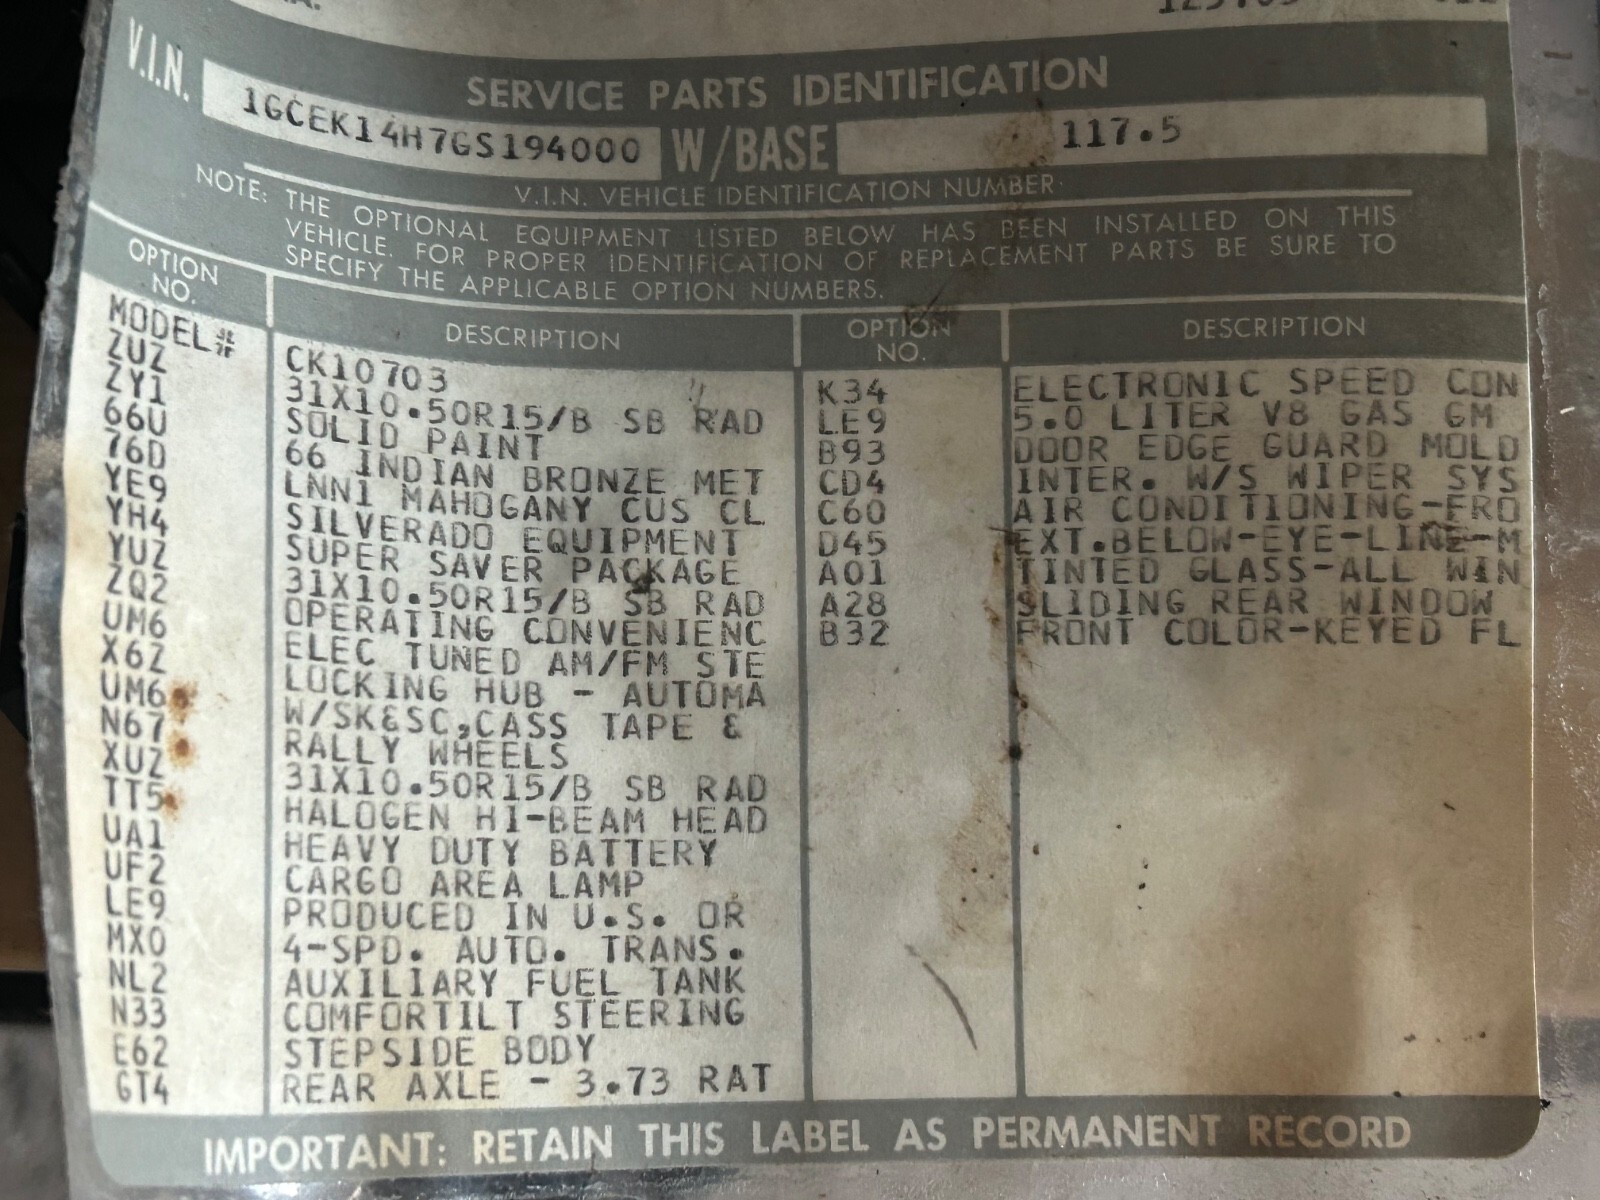 V.I.N.
SERVICE PARTS IDENTIFICATION
1GCEK14H7GS194000 W/BASE 117.5
V.I.N. VEHICLE IDENTIFICATION NUMBER
NOTE: THE OPTIONAL EQUIPMENT LISTED BELOW HAS BEEN INSTALLED ON THIS
VEHICLE. FOR PROPER IDENTIFICATION OF REPLACEMENT PARTS BE SURE TO
SPECIFY THE APPLICABLE OPTION NUMBERS.
OPTION NO. DESCRIPTION OPTION NO. DESCRIPTION
MODEL# CK10703
ZUZ 31X10.50R15/B SB RAD
ZY1 SOLID PAINT
66U 66 INDIAN BRONZE MET
76D LNN1 MAHOGANY CUS CL
YE9 SILVERADO EQUIPMENT
YH4 SUPER SAVER PACKAGE
YUZ 31X10.50R15/B SB RAD
ZQ2 OPERATING CONVENIENC
UM6 ELEC TUNED AM/FM STE
X6Z LOCKING HUB - AUTOMA
UM6 W/SK&SC,CASS TAPE &
N67 RALLY WHEELS
XUZ 31X10.50R15/B SB RAD
TT5 HALOGEN HI-BEAM HEAD
UA1 HEAVY DUTY BATTERY
UF2 CARGO AREA LAMP
LE9 PRODUCED IN U.S. OR
MX0 4-SPD. AUTO. TRANS.
NL2 AUXILIARY FUEL TANK
N33 COMFORTILT STEERING
E62 STEPSIDE BODY
GT4 REAR AXLE - 3.73 RAT
K34 ELECTRONIC SPEED CON
LE9 5.0 LITER V8 GAS GM
B93 DOOR EDGE GUARD MOLD
CD4 INTER. W/S WIPER SYS
C60 AIR CONDITIONING-FRO
D45 EXT.BELOW-EYE-LINE-M
A01 TINTED GLASS-ALL WIN
A28 SLIDING REAR WINDOW
B32 FRONT COLOR-KEYED FL
IMPORTANT: RETAIN THIS LABEL AS PERMANENT RECORD